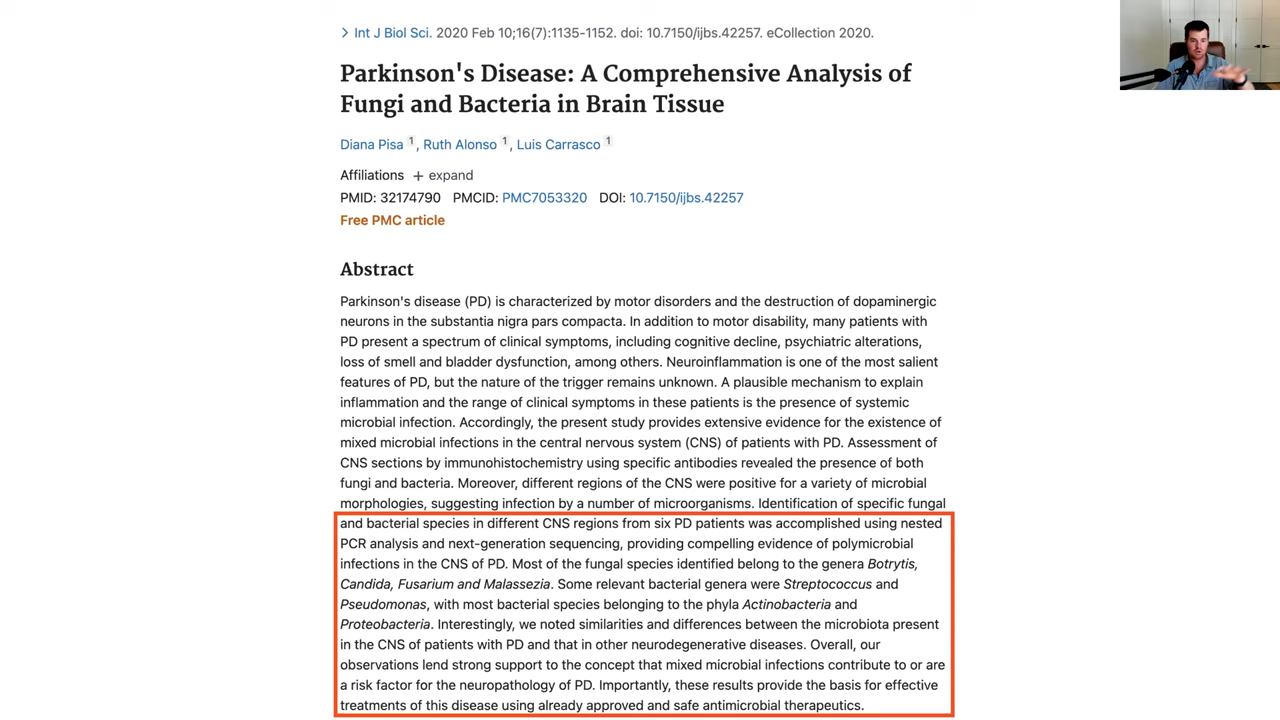 Int J Biol Sci. 2020 Feb 10;16(7):1135-1152. doi: 10.7150/ijbs.42257. eCollection 2020.
Parkinson's Disease: A Comprehensive Analysis of
Fungi and Bacteria in Brain Tissue
Diana Pisa 1, Ruth Alonso 1, Luis Carrasco 1
Affiliations + expand
PMID: 32174790 PMCID: PMC7053320 DOI: 10.7150/ijbs.42257
Free PMC article
Abstract
Parkinson's disease (PD) is characterized by motor disorders and the destruction of dopaminergic
neurons in the substantia nigra pars compacta. In addition to motor disability, many patients with
PD present a spectrum of clinical symptoms, including cognitive decline, psychiatric alterations,
loss of smell and bladder dysfunction, among others. Neuroinflammation is one of the most salient
features of PD, but the nature of the trigger remains unknown. A plausible mechanism to explain
inflammation and the range of clinical symptoms in these patients is the presence of systemic
microbial infection. Accordingly, the present study provides extensive evidence for the existence of
mixed microbial infections in the central nervous system (CNS) of patients with PD. Assessment of
CNS sections by immunohistochemistry using specific antibodies revealed the presence of both
fungi and bacteria. Moreover, different regions of the CNS were positive for a variety of microbial
morphologies, suggesting infection by a number of microorganisms. Identification of specific fungal
and bacterial species in different CNS regions from six PD patients was accomplished using nested
PCR analysis and next-generation sequencing, providing compelling evidence of polymicrobial
infections in the CNS of PD. Most of the fungal species identified belong to the genera Botrytis,
Candida, Fusarium and Malassezia. Some relevant bacterial genera were Streptococcus and
Pseudomonas, with most bacterial species belonging to the phyla Actinobacteria and
Proteobacteria. Interestingly, we noted similarities and differences between the microbiota present
in the CNS of patients with PD and that in other neurodegenerative diseases. Overall, our
observations lend strong support to the concept that mixed microbial infections contribute to or are
a risk factor for the neuropathology of PD. Importantly, these results provide the basis for effective
treatments of this disease using already approved and safe antimicrobial therapeutics.